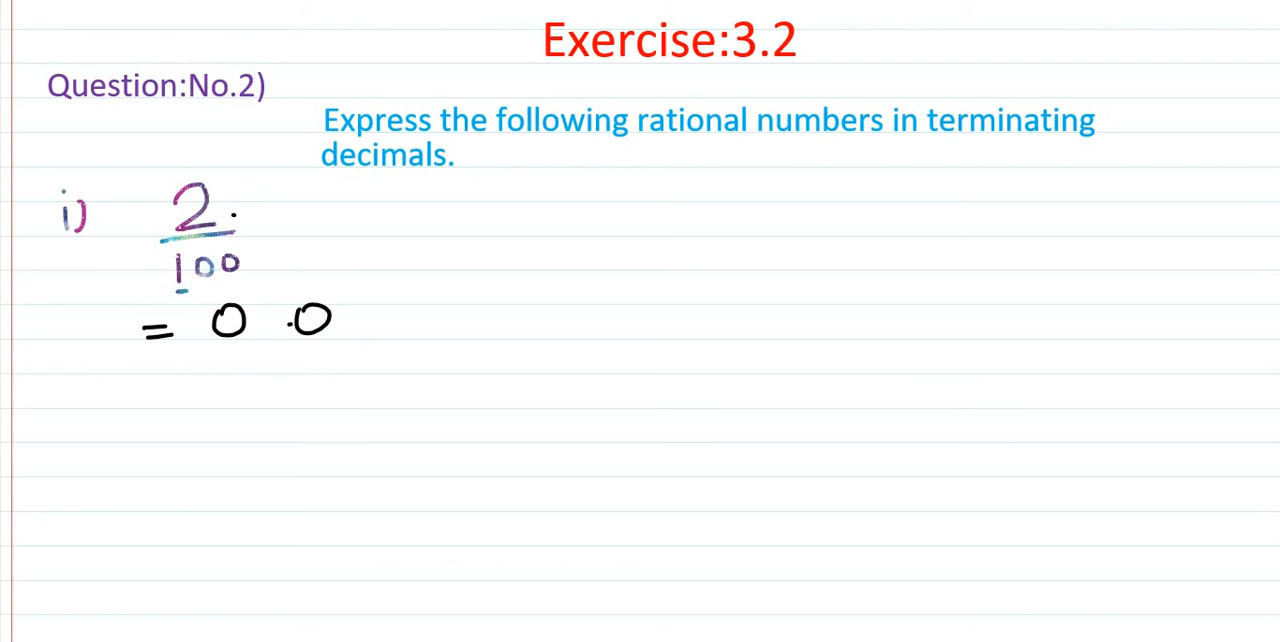 Exercise:3.2
Question:No.2)
Express the following rational numbers in terminating
decimals.
i) 2.
100
= 0 .0